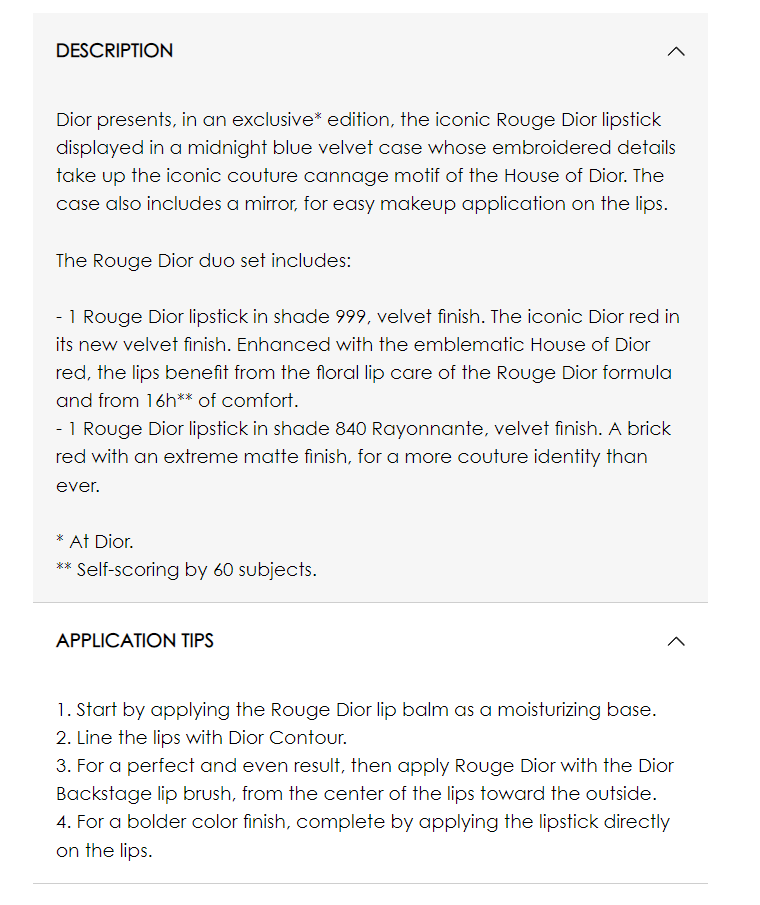 DESCRIPTION
Dior presents, in an exclusive* edition, the iconic Rouge Dior lipstick
displayed in a midnight blue velvet case whose embroidered details
take up the iconic couture cannage motif of the House of Dior. The
case also includes a mirror, for easy makeup application on the lips.
The Rouge Dior duo set includes:
- 1 Rouge Dior lipstick in shade 999, velvet finish. The iconic Dior red in
its new velvet finish. Enhanced with the emblematic House of Dior
red, the lips benefit from the floral lip care of the Rouge Dior formula
and from 16h** of comfort.
- 1 Rouge Dior lipstick in shade 840 Rayonnante, velvet finish. A brick
red with an extreme matte finish, for a more couture identity than
ever.
* At Dior.
** Self-scoring by 60 subjects.
APPLICATION TIPS
1. Start by applying the Rouge Dior lip balm as a moisturizing base.
2. Line the lips with Dior Contour.
3. For a perfect and even result, then apply Rouge Dior with the Dior
Backstage lip brush, from the center of the lips toward the outside.
4. For a bolder color finish, complete by applying the lipstick directly
on the lips.